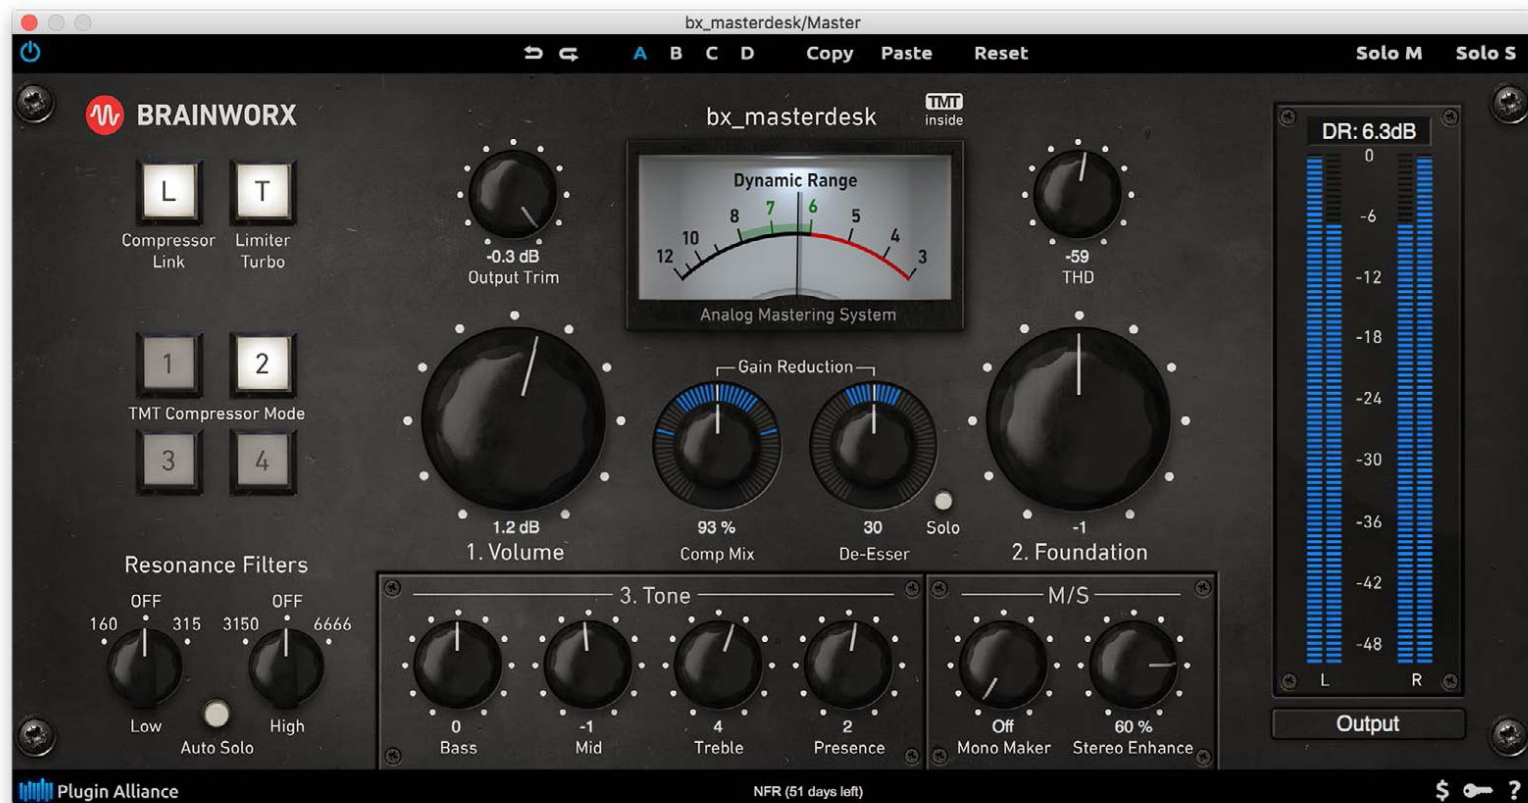 bx_masterdesk/Master
A B C D Copy Paste Reset Solo M Solo S
BRAINWORX
bx_masterdesk
TMT
inside
L T
Compressor
Link
Limiter
Turbo
-0.3 dB
Output Trim
Dynamic Range
12 10 8 7 6 5 4 3
Analog Mastering System
-59
THD
1 2
TMT Compressor Mode
3 4
1.2 dB
1. Volume
Gain Reduction
93 %
Comp Mix
30
De-Esser
Solo
-1
2. Foundation
Resonance Filters
OFF
160 315
Low
OFF
3150 6666
High
Auto Solo
3. Tone
0
Bass
-1
Mid
4
Treble
2
Presence
M/S
Off
Mono Maker
60 %
Stereo Enhance
DR: 6.3dB
0
-6
-12
-18
-24
-30
-36
-42
-48
L R
Output
Plugin Alliance
NFR (51 days left)
$ ?